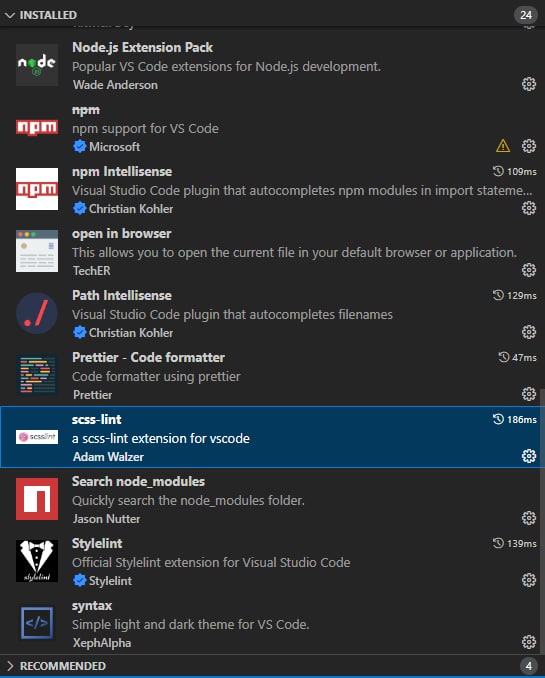 INSTALLED 24
node
Node.js Extension Pack
Popular VS Code extensions for Node.js development.
Wade Anderson
npm
npm
npm support for VS Code
Microsoft
npm
npm Intellisense 109ms
Visual Studio Code plugin that autocompletes npm modules in import stateme...
Christian Kohler
open in browser
This allows you to open the current file in your default browser or application.
TechER
./
Path Intellisense 129ms
Visual Studio Code plugin that autocompletes filenames
Christian Kohler
Prettier - Code formatter 47ms
Code formatter using prettier
Prettier
scss-lint 186ms
scsslint
a scss-lint extension for vscode
Adam Walzer
Search node_modules
Quickly search the node_modules folder.
Jason Nutter
Stylelint 139ms
Official Stylelint extension for Visual Studio Code
stylelint
Stylelint
syntax
</>
Simple light and dark theme for VS Code.
XephAlpha
RECOMMENDED 4